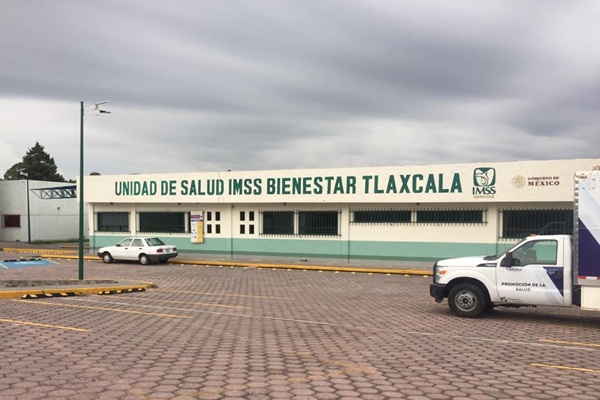 UNIDAD DE SALUD IMSS BIENESTAR TLAXCALA
IMSS
GOBIERNO DE
MÉXICO
PROMOCIÓN DE LA
SALUD